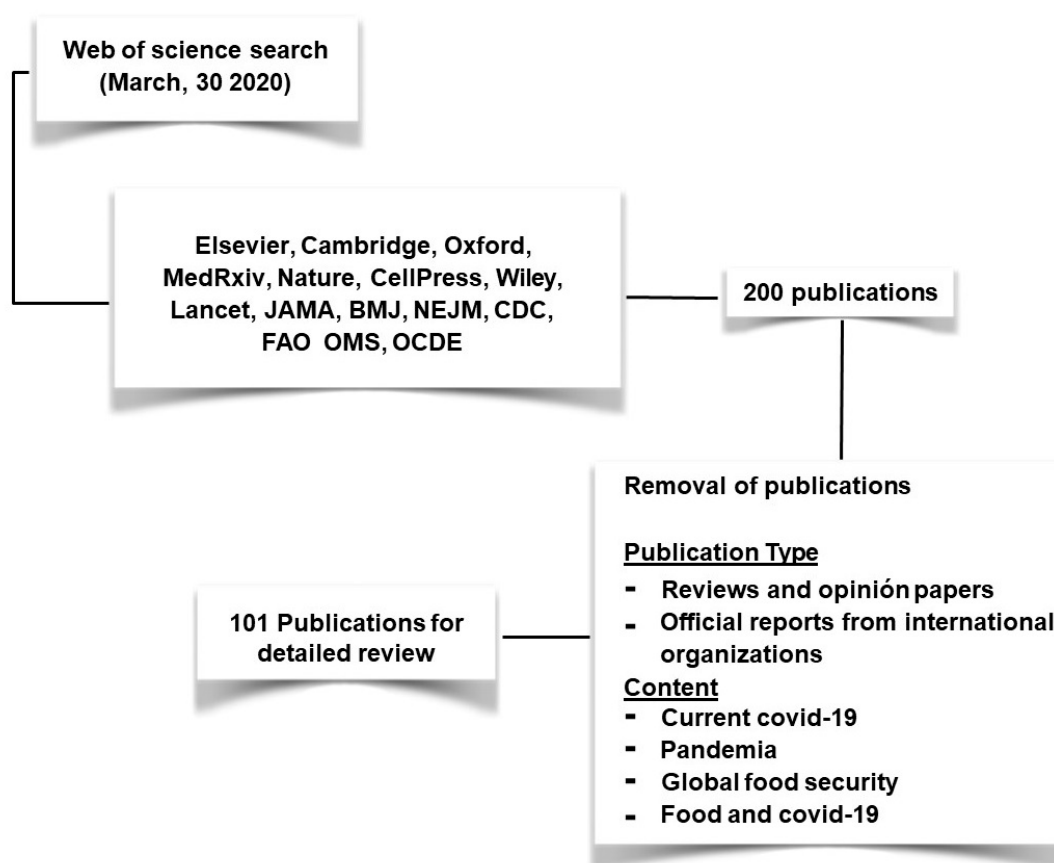 Web of science search
(March, 30 2020)
Elsevier, Cambridge, Oxford,
MedRxiv, Nature, CellPress, Wiley,
Lancet, JAMA, BMJ, NEJM, CDC,
FAO OMS, OCDE
200 publications
Removal of publications
Publication Type
- Reviews and opinión papers
- Official reports from international
organizations
Content
- Current covid-19
- Pandemia
- Global food security
- Food and covid-19
101 Publications for
detailed review